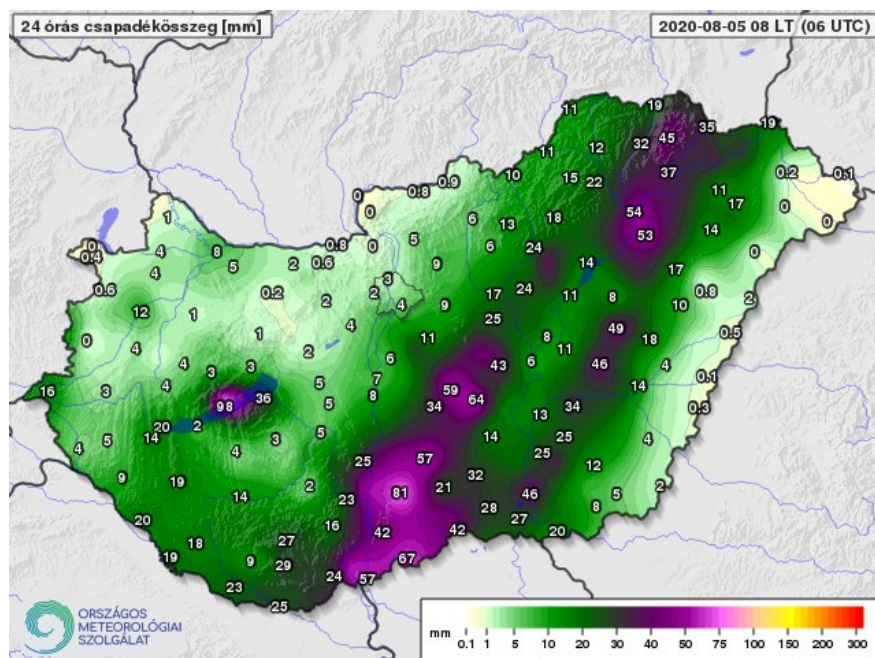 24 órás csapadékösszeg [mm]
2020-08-05 08 LT (06 UTC)
11 19
45 35 19
11 12 32
10 15 22 37 0.2 0.1
0 0.8 0.9
0 11 17 0 0
1 6 13 18 54 53 14
0 0.4 4 8 0.8 0 5 6 24 0
4 5 2 0.6 9 14 17
0.6 0.2 2 2 3 4 9 17 24 11 8 10 0.8 2
12 1 4 25 49 0.5
0 4 1 2 11 8 11 18
4 3 3 6 43 6 46 4
16 3 4 5 7 8 59 64 14 0.1
98 36 5 34 34 0.3
20 2 13
4 5 14 4 3 5 14 25 4
25 57 25
9 19 2 32 12
14 23 81 21 46 5 2
20 16 28 27 8
18 27 42 42 20
19 9 29 67
23 24 57
25
ORSZÁGOS
METEOROLÓGIAI
SZOLGÁLAT
mm 0.1 1 5 10 20 30 40 50 75 100 150 200 300